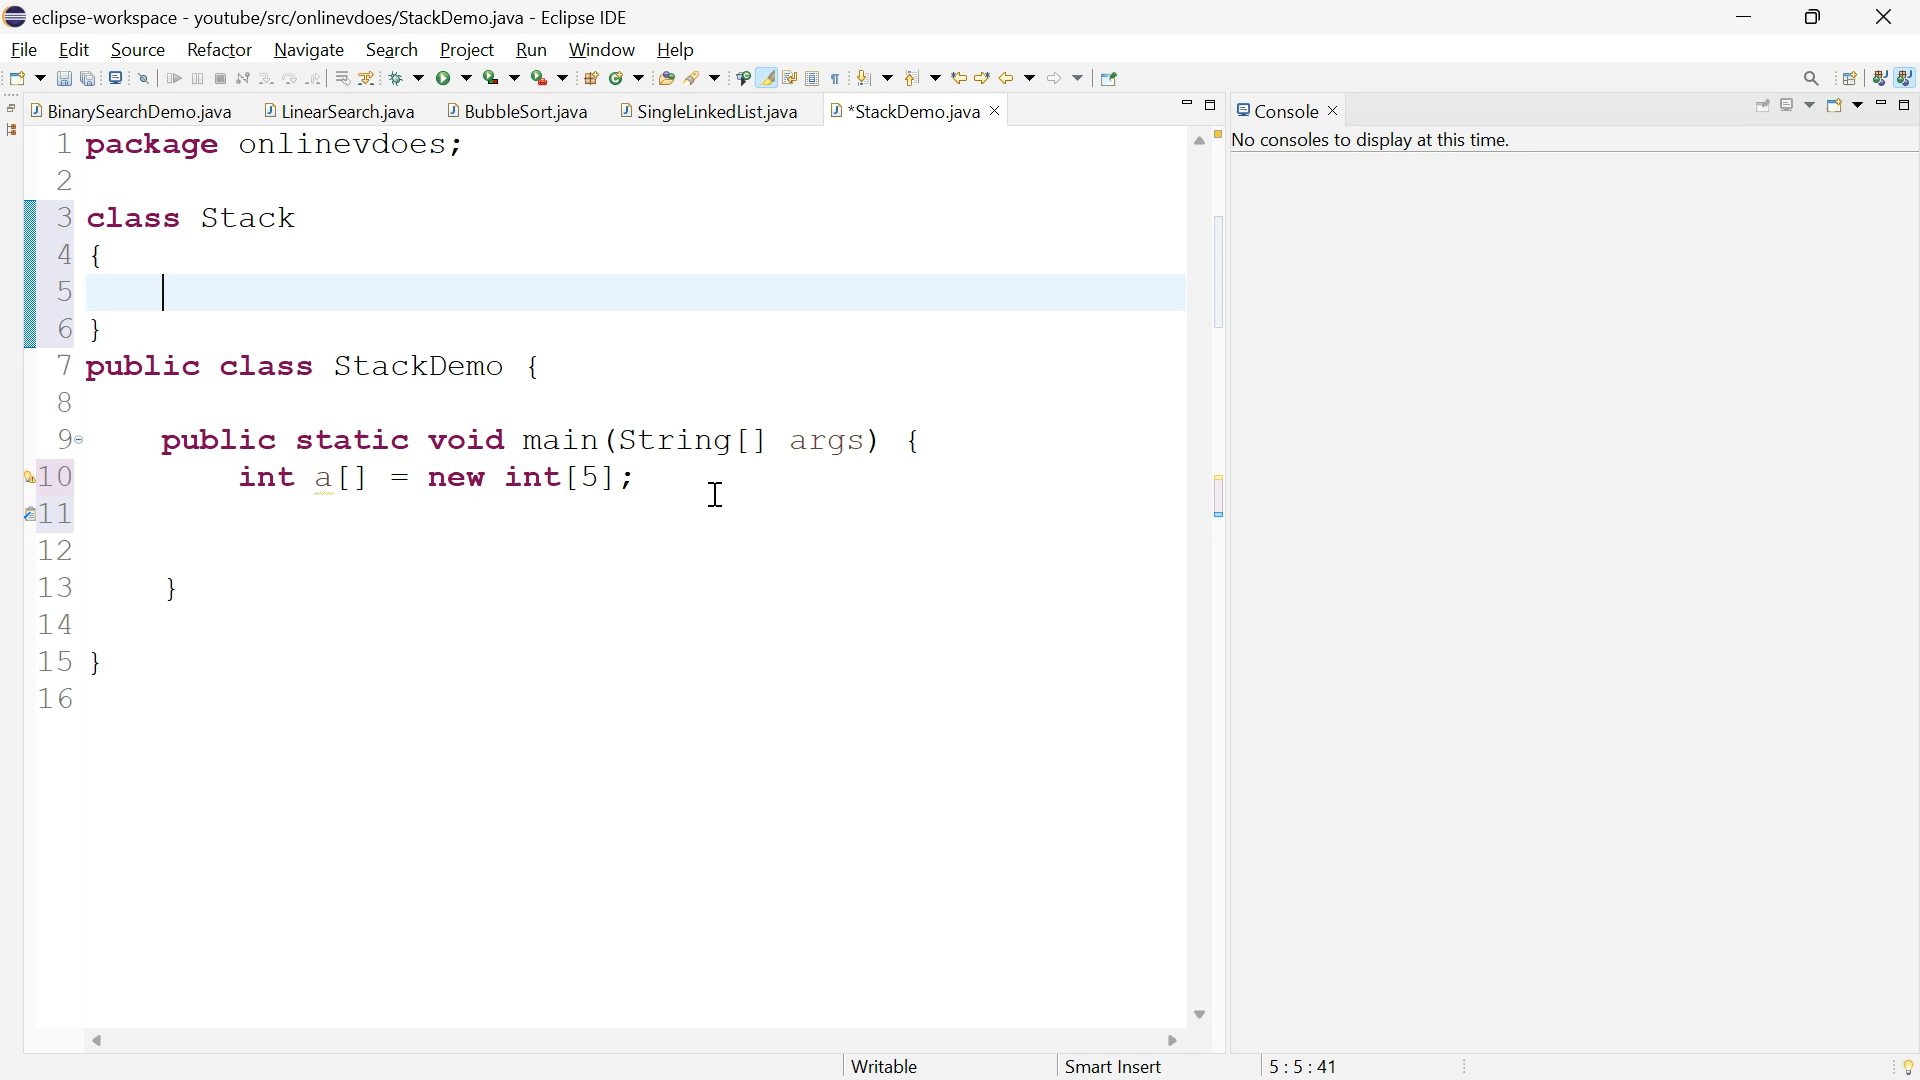 eclipse-workspace - youtube/src/onlinevdoes/StackDemo.java - Eclipse IDE
File Edit Source Refactor Navigate Search Project Run Window Help
BinarySearchDemo.java LinearSearch.java BubbleSort.java SingleLinkedList.java *StackDemo.java Console
No consoles to display at this time.
1 package onlinevdoes;
2
3 class Stack
4 {
5
6 }
7 public class StackDemo {
8
9 public static void main(String[] args) {
10 int a[] = new int[5];
11
12
13 }
14
15 }
16
Writable Smart Insert 5 : 5 : 41